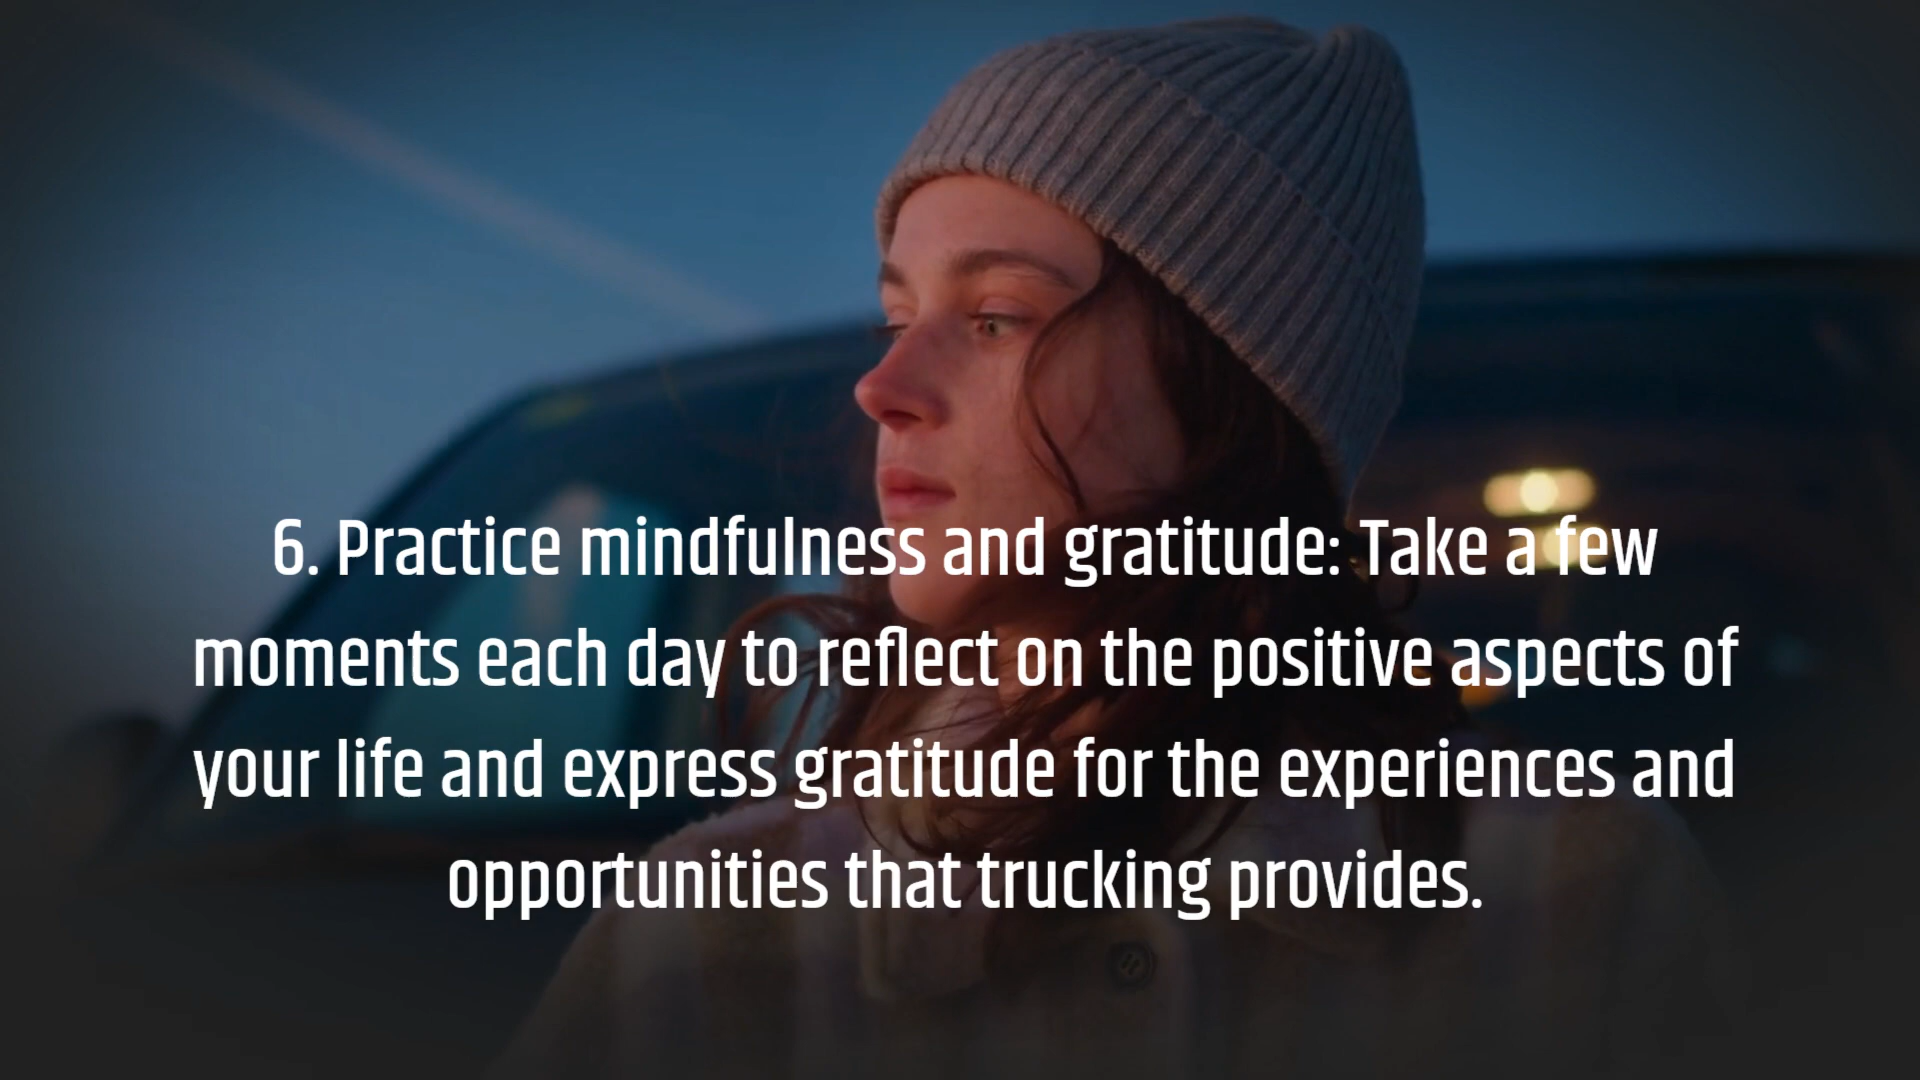 6. Practice mindfulness and gratitude: Take a few
moments each day to reflect on the positive aspects of
your life and express gratitude for the experiences and
opportunities that trucking provides.